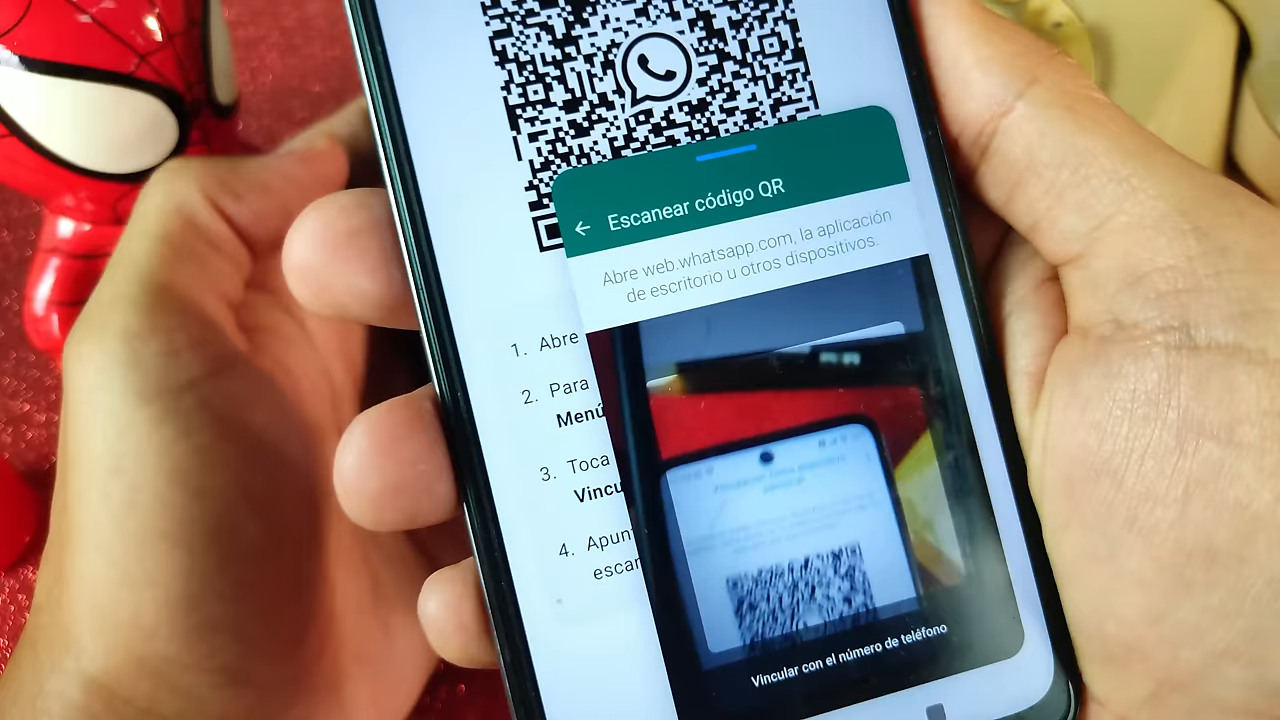 Escanear código QR
Abre web.whatsapp.com, la aplicación
de escritorio u otros dispositivos.
1. Abre
2. Para
Menú
3. Toca
Vincu
4. Apun
escan
Vincular con el número de teléfono